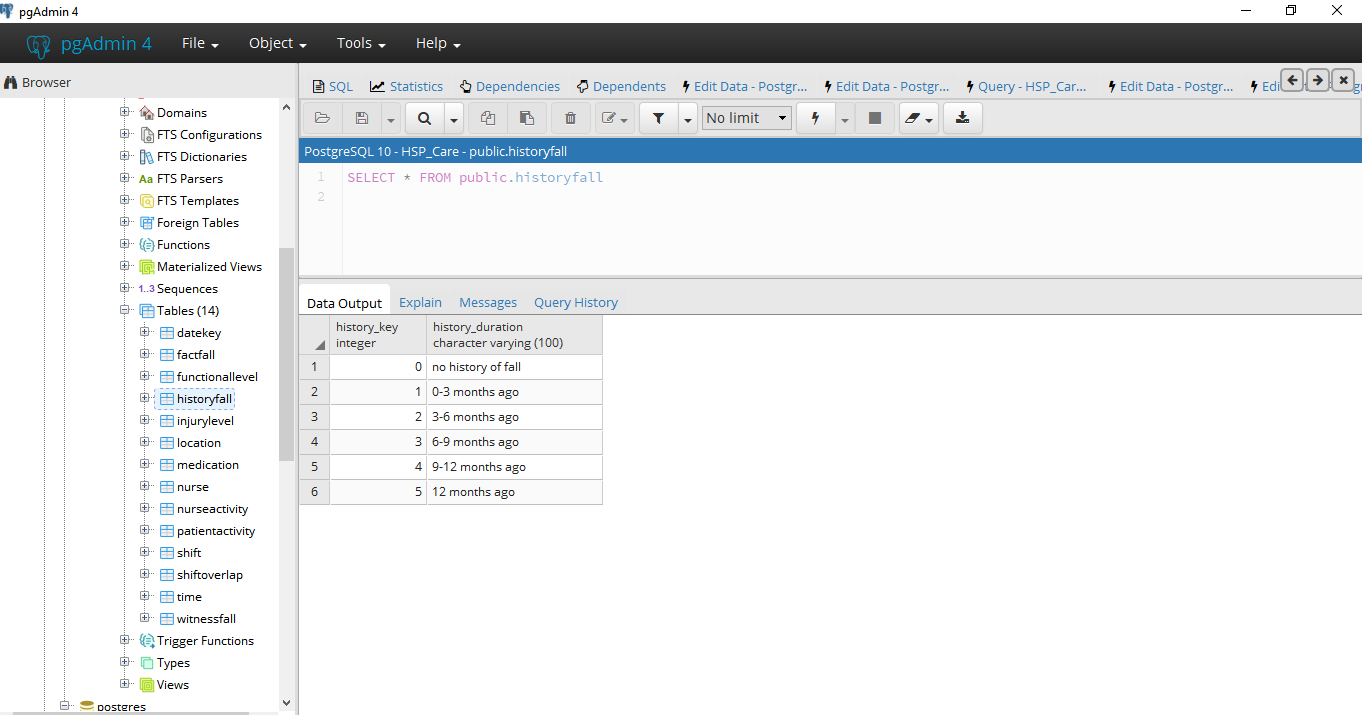 pgAdmin 4
pgAdmin 4 File Object Tools Help
Browser
SQL Statistics Dependencies Dependents Edit Data - Postgr... Edit Data - Postgr... Query - HSP_Car... Edit Data - Postgr...
No limit
Domains
FTS Configurations
FTS Dictionaries
Aa FTS Parsers
FTS Templates
Foreign Tables
Functions
Materialized Views
1..3 Sequences
Tables (14)
datekey
factfall
functionallevel
historyfall
injurylevel
location
medication
nurse
nurseactivity
patientactivity
shift
shiftoverlap
time
witnessfall
Trigger Functions
Types
Views
postgres
PostgreSQL 10 - HSP_Care - public.historyfall
1 SELECT * FROM public.historyfall
2
Data Output Explain Messages Query History
history_key history_duration
integer character varying (100)
1 0 no history of fall
2 1 0-3 months ago
3 2 3-6 months ago
4 3 6-9 months ago
5 4 9-12 months ago
6 5 12 months ago